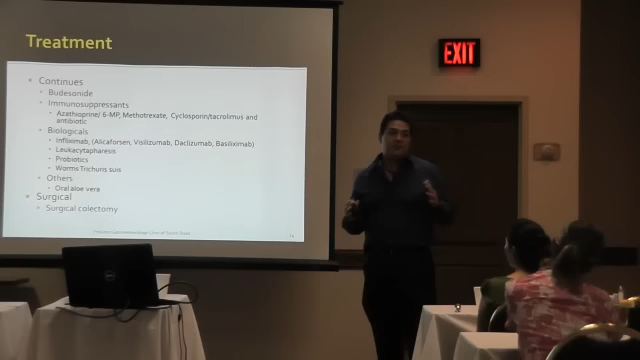 Treatment
EXIT
Continues
Budesonide
Immunosuppressants
Azathioprine/ 6-MP, Methotrexate, Cyclosporin/tacrolimus and
antibiotic
Biologicals
Infliximab, (Alicaforsen, Visilizumab, Daclizumab, Basiliximab)
Leukacytapharesis
Probiotics
Worms Trichuris suis
Others
Oral aloe vera
Surgical
Surgical colectomy